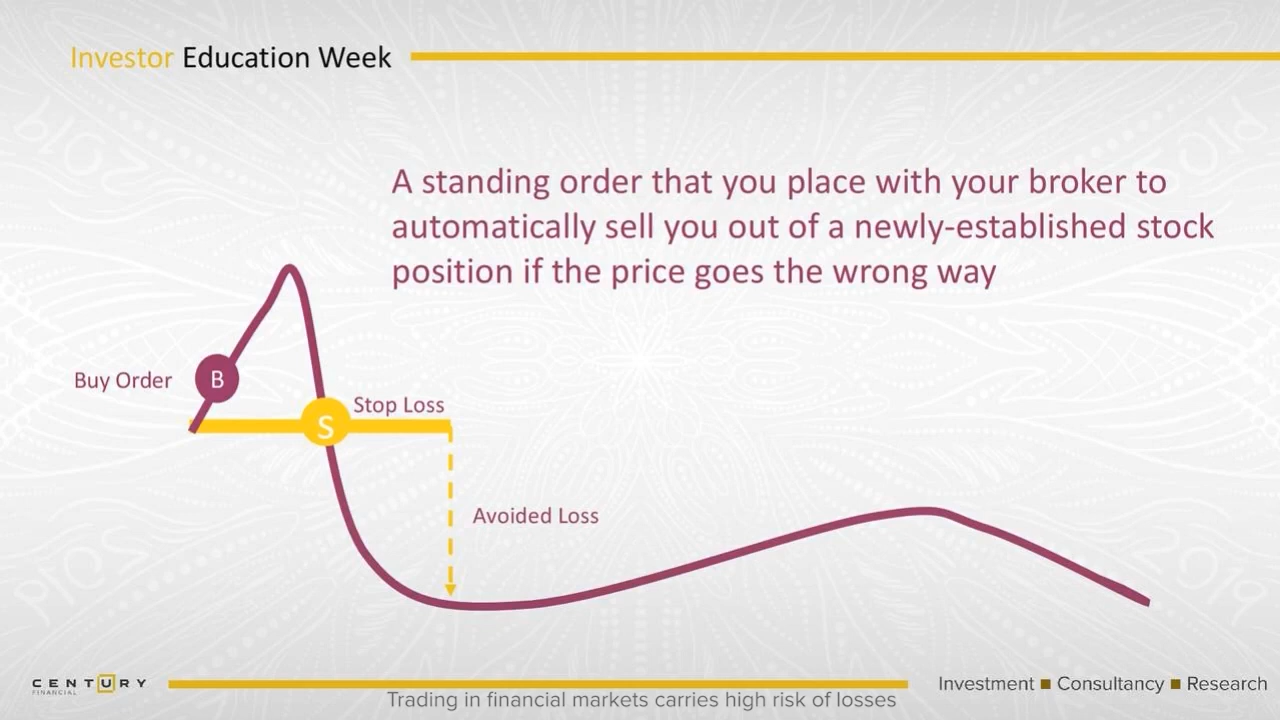 Investor Education Week
A standing order that you place with your broker to
automatically sell you out of a newly-established stock
position if the price goes the wrong way
Buy Order
B
Stop Loss
S
Avoided Loss
CENTURY
FINANCIAL
Investment ■ Consultancy ■ Research
Trading in financial markets carries high risk of losses